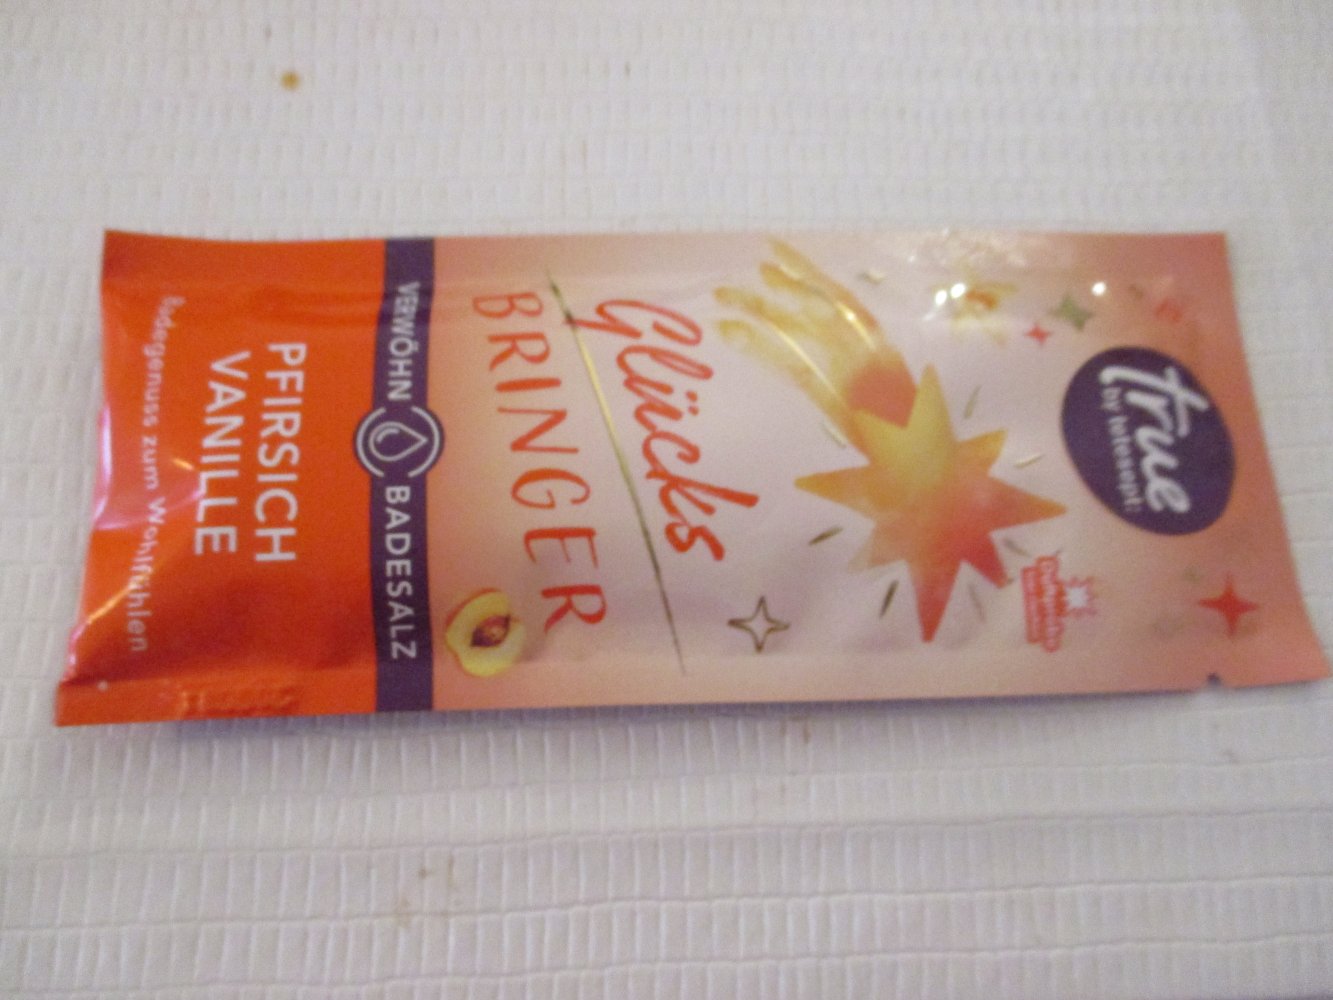 true
by tetesept:
Glücks
BRINGER
VERWÖHN BADESALZ
PFIRSICH
VANILLE
Badegenuss zum Wohlfühlen